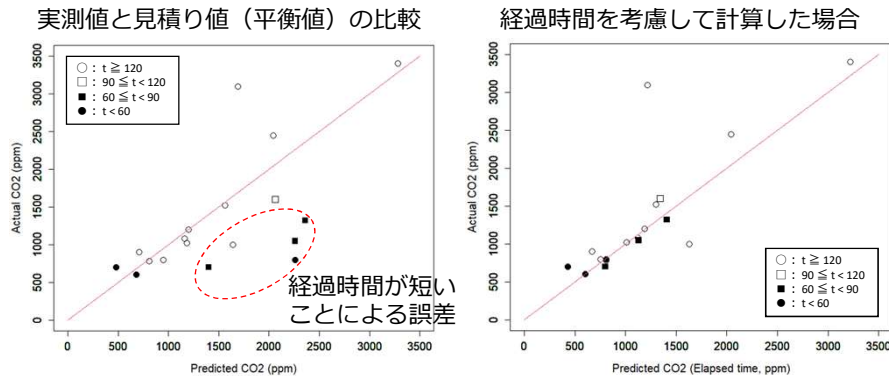 実測値と見積り値（平衡値）の比較
○ : t ≧ 120
□ : 90 ≦ t < 120
■ : 60 ≦ t < 90
● : t < 60
3500
3000
2500
2000
1500
1000
500
0
Actual CO2 (ppm)
経過時間が短い
ことによる誤差
0 500 1000 1500 2000 2500 3000 3500
Predicted CO2 (ppm)
経過時間を考慮して計算した場合
3500
3000
2500
2000
1500
1000
500
0
Actual CO2 (ppm)
○ : t ≧ 120
□ : 90 ≦ t < 120
■ : 60 ≦ t < 90
● : t < 60
0 500 1000 1500 2000 2500 3000 3500
Predicted CO2 (Elapsed time, ppm)